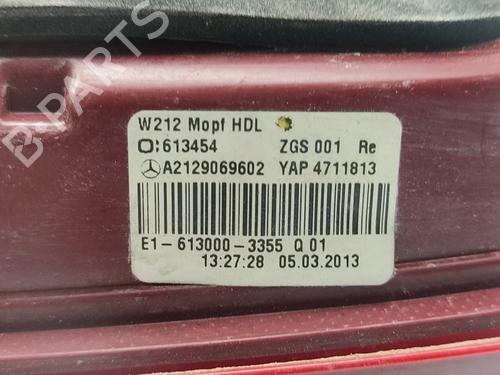 B-PARTS
W212 Mopf HDL
O:613454 ZGS 001 Re
A2129069602 YAP 4711813
E1-613000-3355 Q 01
13:27:28 05.03.2013